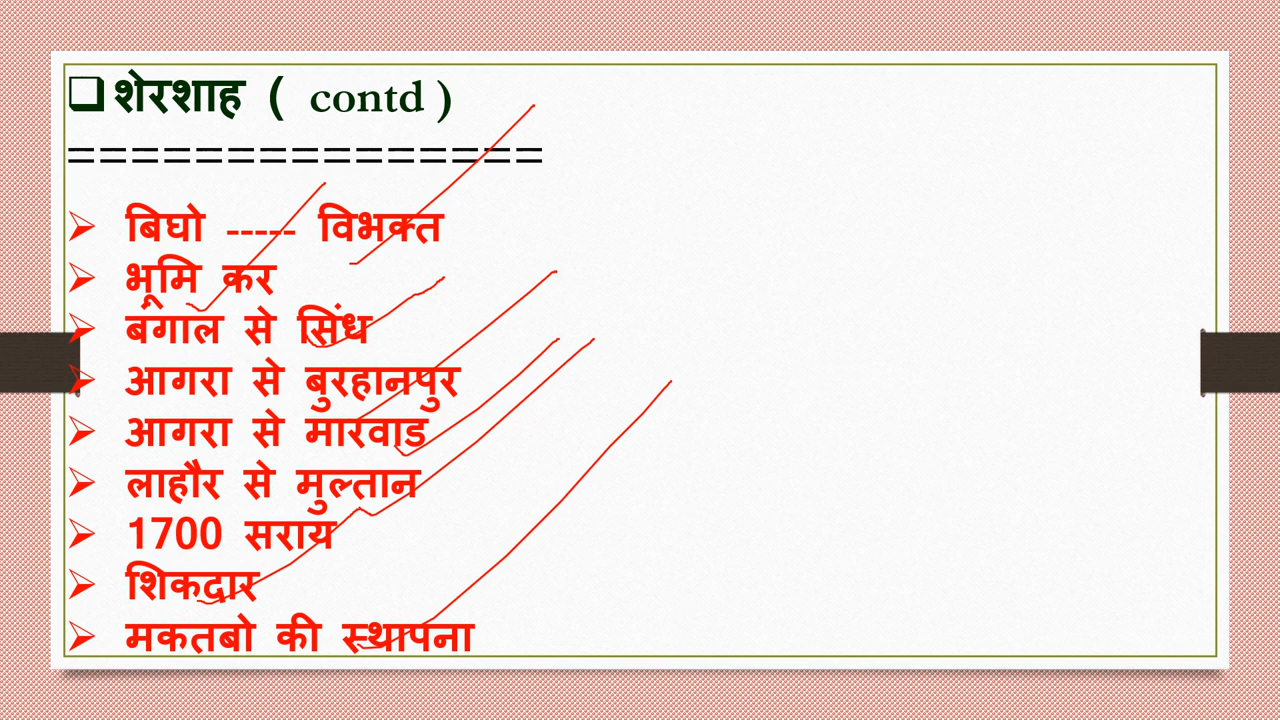 ❑शेरशाह ( contd )
===============
➢ बिघो ----- विभक्त
➢ भूमि कर
➢ बंगाल से सिंध
➢ आगरा से बुरहानपुर
➢ आगरा से मारवाड
➢ लाहौर से मुल्तान
➢ 1700 सराय
➢ शिकदार
➢ मकतबो की स्थापना